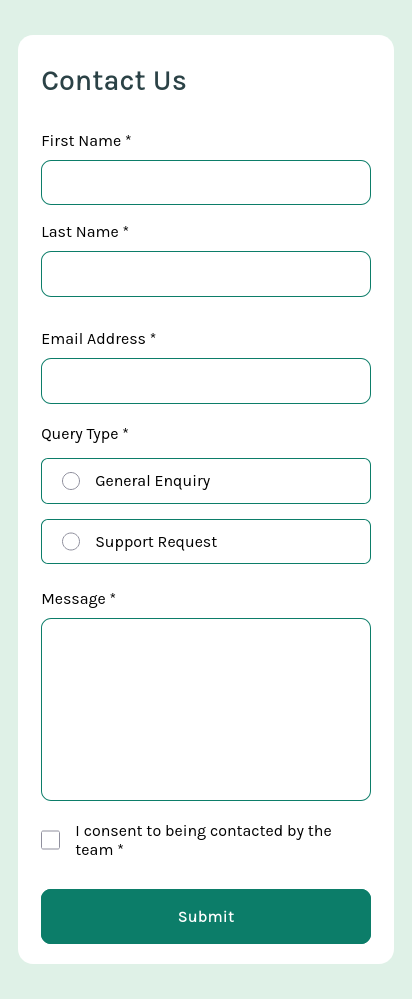 Contact Us
First Name *
Last Name *
Email Address *
Query Type *
General Enquiry
Support Request
Message *
I consent to being contacted by the
team *
Submit